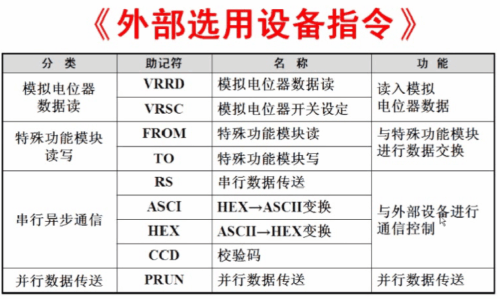 《外部选用设备指令》
分 类 助记符 名 称 功 能
模拟电位器
数据读
VRRD 模拟电位器数据读
VRSC 模拟电位器开关设定
读入模拟
电位器数据
特殊功能模块
读写
FROM 特殊功能模块读
TO 特殊功能模块写
与特殊功能模块
进行数据交换
串行异步通信
RS 串行数据传送
ASCI HEX→ASCII变换
HEX ASCII→HEX变换
CCD 校验码
与外部设备进行
通信控制
并行数据传送 PRUN 并行数据传送 并行数据传送